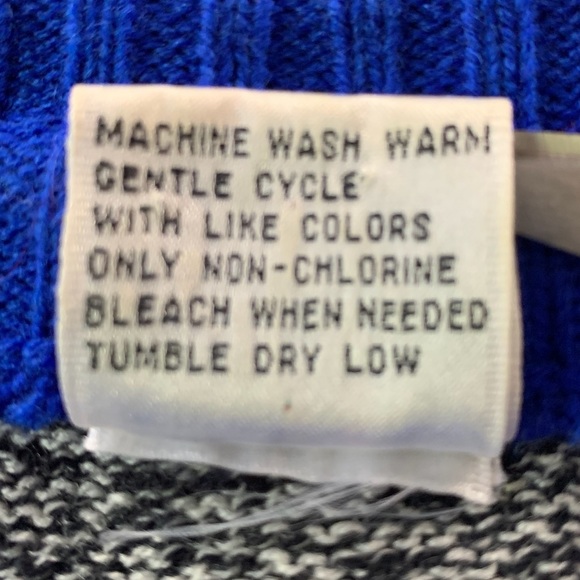 MACHINE WASH WARM
GENTLE CYCLE
WITH LIKE COLORS
ONLY NON-CHLORINE
BLEACH WHEN NEEDED
TUMBLE DRY LOW